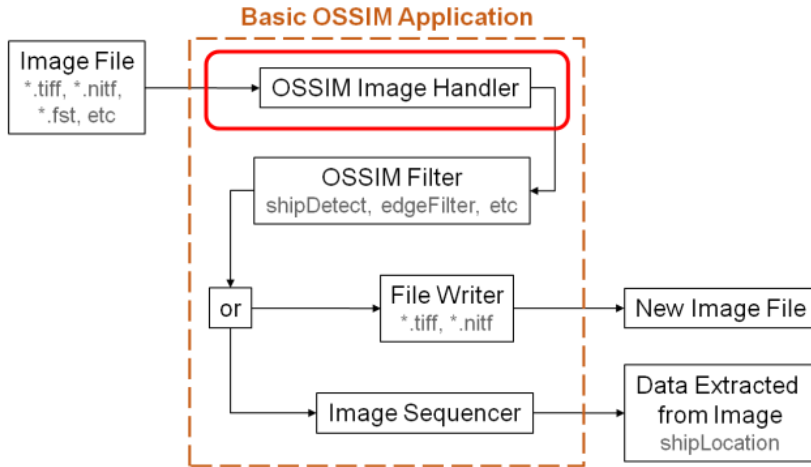 Basic OSSIM Application
Image File
*.tiff, *.nitf,
*.fst, etc
OSSIM Image Handler
OSSIM Filter
shipDetect, edgeFilter, etc
or
File Writer
*.tiff, *.nitf
New Image File
Image Sequencer
Data Extracted
from Image
shipLocation